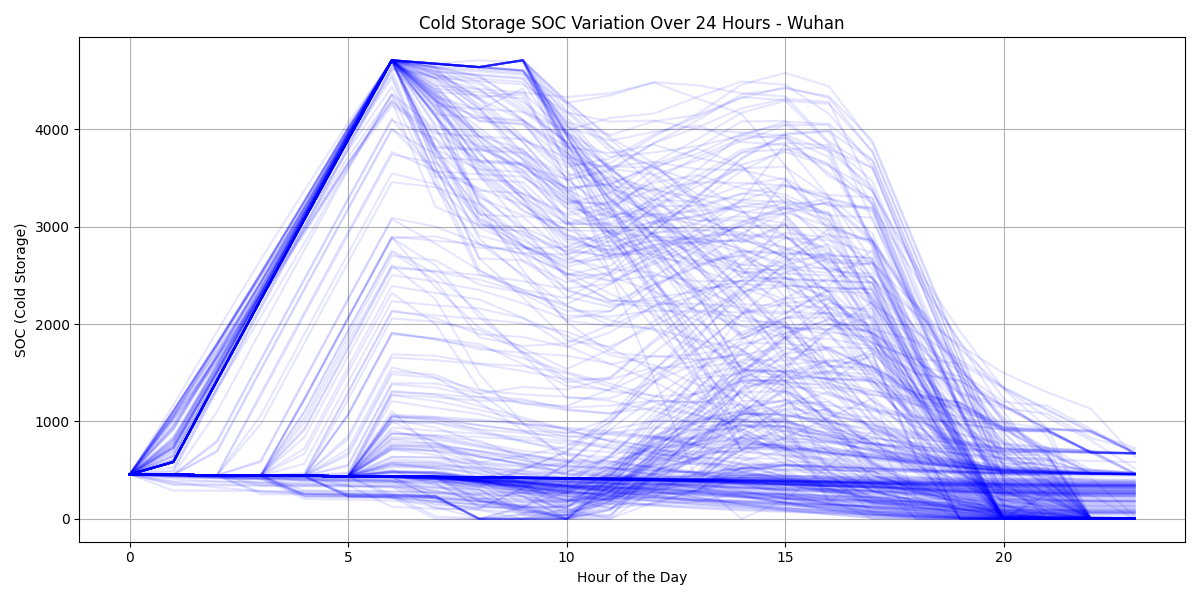 Cold Storage SOC Variation Over 24 Hours - Wuhan
SOC (Cold Storage)
4000
3000
2000
1000
0
0 5 10 15 20
Hour of the Day